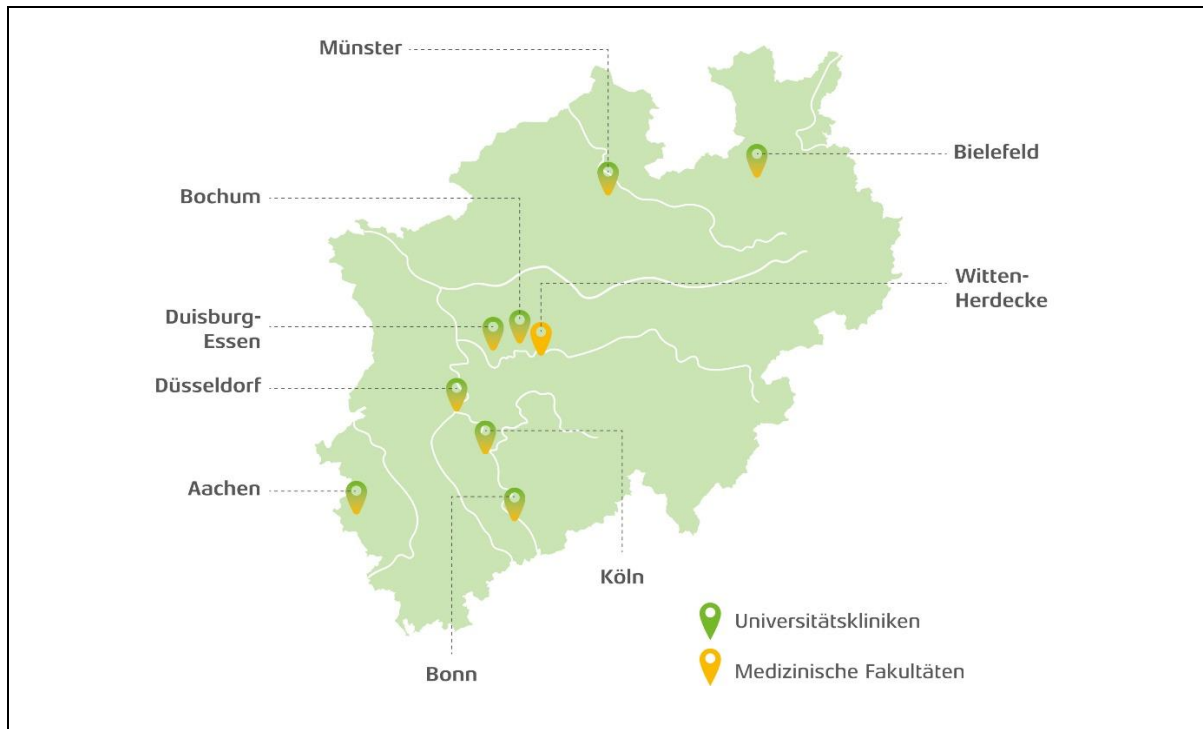 Münster
Bielefeld
Bochum
Witten-
Herdecke
Duisburg-
Essen
Düsseldorf
Aachen
Köln
Universitätskliniken
Bonn
Medizinische Fakultäten